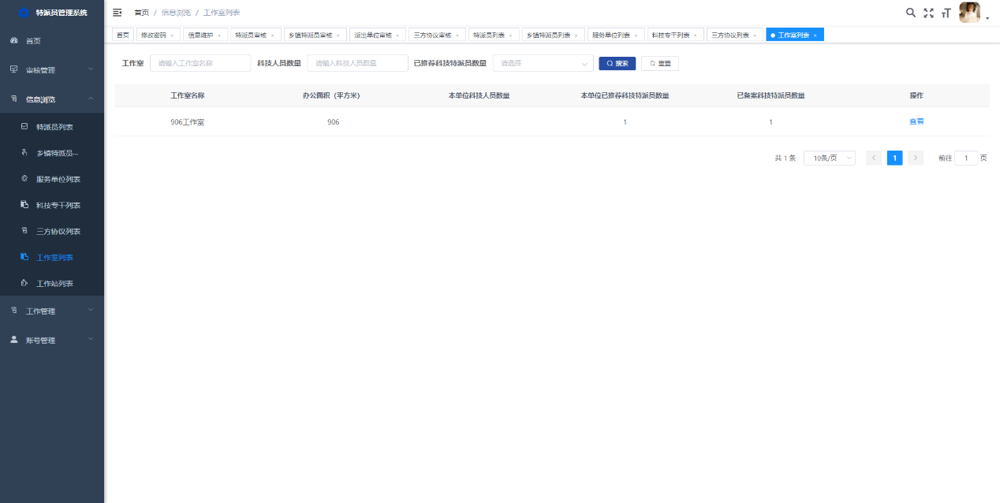 特派员管理系统
首页
审核管理
信息浏览
特派员列表
乡镇特派员...
服务单位列表
科技专干列表
三方协议列表
工作室列表
工作站列表
工作管理
账号管理
首页 / 信息浏览 / 工作室列表
首页 修改密码 × 信息维护 × 特派员审核 × 乡镇特派员审核 × 派出单位审核 × 三方协议审核 × 特派员列表 × 乡镇特派员列表 × 服务单位列表 × 科技专干列表 × 三方协议列表 × 工作室列表 ×
工作室 请输入工作室名称 科技人员数量 请输入科技人员数量 已推荐科技特派员数量 请选择 搜索 重置
工作室名称 办公面积（平方米） 本单位科技人员数量 本单位已推荐科技特派员数量 已备案科技特派员数量 操作
906工作室 906 1 1 查看
共 1 条 10条/页 < 1 > 前往 1 页